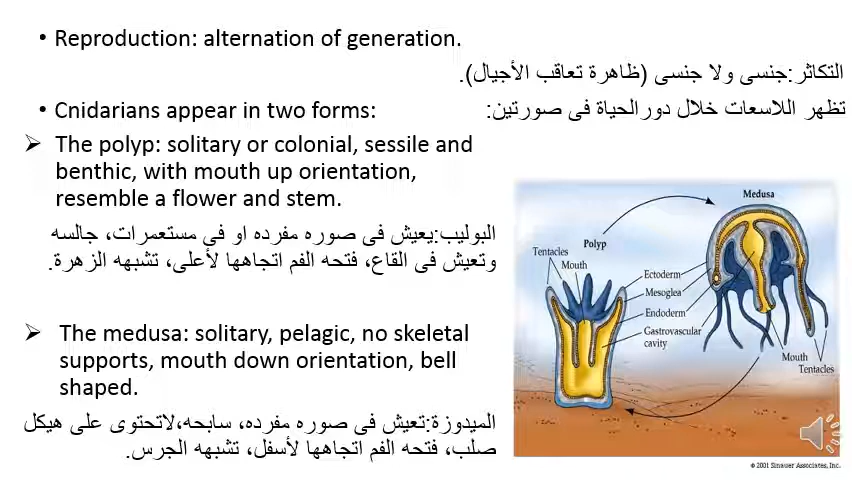 • Reproduction: alternation of generation.
التكاثر:جنسى ولا جنسى (ظاهرة تعاقب الأجيال).
• Cnidarians appear in two forms:
تظهر اللاسعات خلال دورالحياة فى صورتين:
➢ The polyp: solitary or colonial, sessile and
benthic, with mouth up orientation,
resemble a flower and stem.
البوليب:يعيش فى صوره مفرده او فى مستعمرات، جالسه
وتعيش فى القاع، فتحه الفم اتجاهها لأعلى، تشبهه الزهرة.
➢ The medusa: solitary, pelagic, no skeletal
supports, mouth down orientation, bell
shaped.
الميدوزة:تعيش فى صوره مفرده، سابحه،لاتحتوى على هيكل
صلب، فتحه الفم اتجاهها لأسفل، تشبهه الجرس.
Medusa
Polyp
Tentacles
Mouth
Ectoderm
Mesoglea
Endoderm
Gastrovascular
cavity
Mouth
Tentacles
© 2001 Sinauer Associates, Inc.